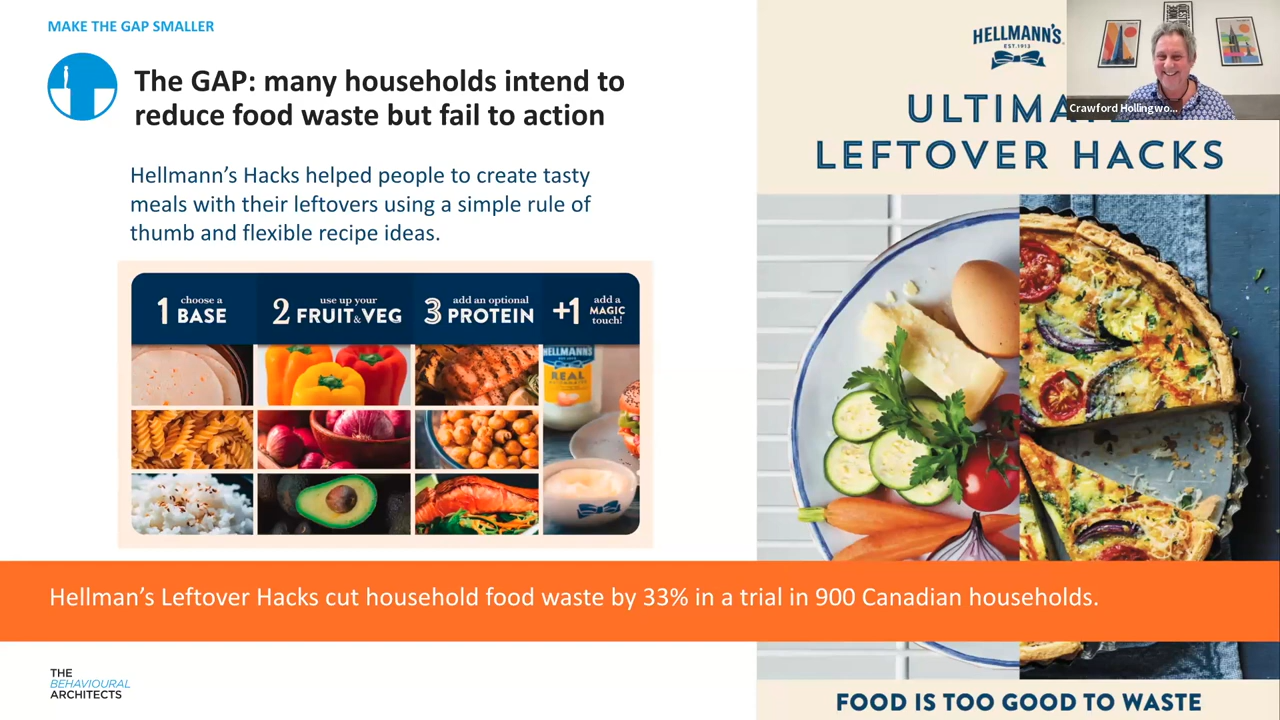 MAKE THE GAP SMALLER
The GAP: many households intend to
reduce food waste but fail to action
Hellmann’s Hacks helped people to create tasty
meals with their leftovers using a simple rule of
thumb and flexible recipe ideas.
1 choose a BASE
2 use up your FRUIT & VEG
3 add an optional PROTEIN
+1 add a MAGIC touch!
HELLMANN'S
REAL
HELLMANN'S
EST. 1913
Crawford Hollingwo...
LEFTOVER HACKS
Hellman’s Leftover Hacks cut household food waste by 33% in a trial in 900 Canadian households.
THE
BEHAVIOURAL
ARCHITECTS
FOOD IS TOO GOOD TO WASTE